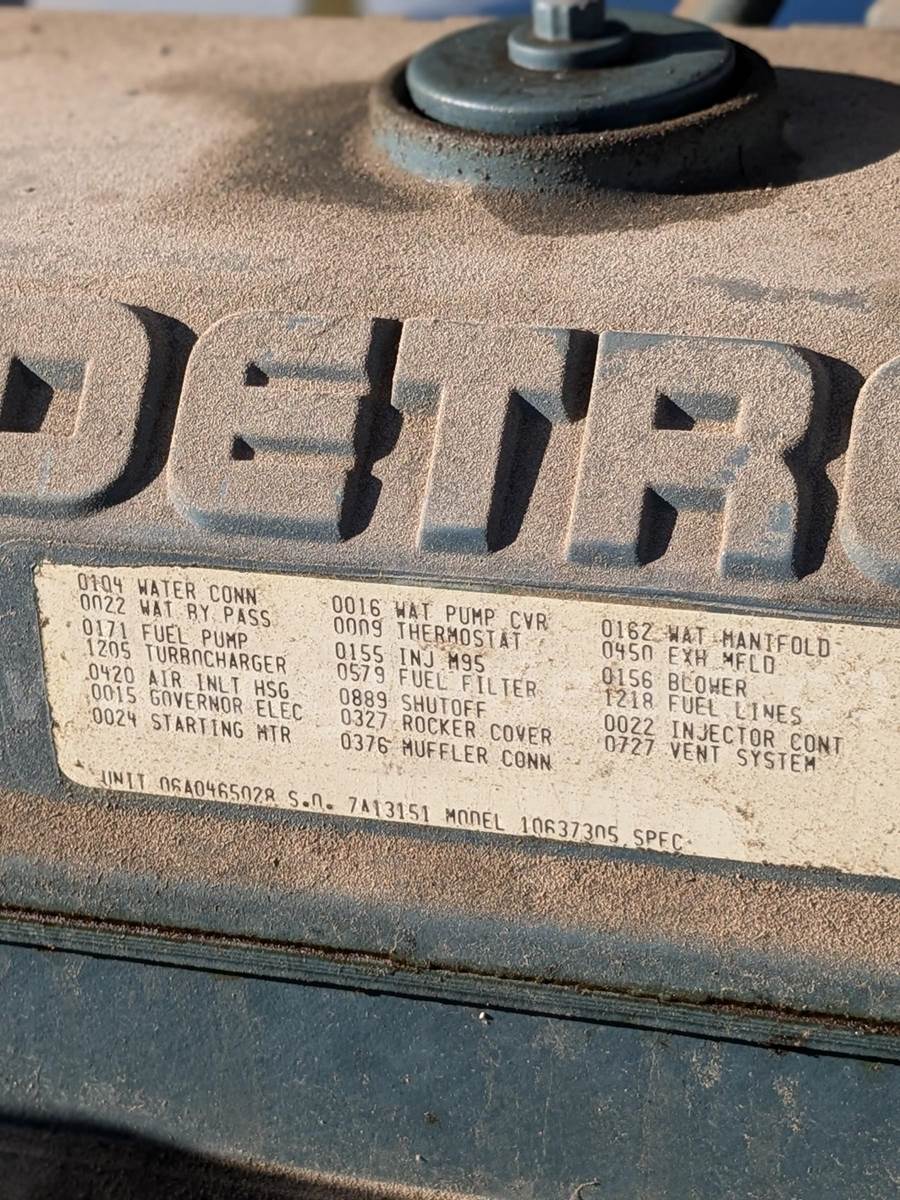 DETRO
0104 WATER CONN
0022 WAT BY PASS
0171 FUEL PUMP
1205 TURBOCHARGER
0420 AIR INLT HSG
0015 GOVERNOR ELEC
0024 STARTING MTR
0016 WAT PUMP CVR
0009 THERMOSTAT
0155 INJ M95
0579 FUEL FILTER
0889 SHUTOFF
0327 ROCKER COVER
0376 MUFFLER CONN
0162 WAT MANIFOLD
0450 EXH MFLD
0156 BLOWER
1218 FUEL LINES
0022 INJECTOR CONT
0727 VENT SYSTEM
UNIT 06A0465028 S.O. 7A13151 MODEL 10637305 SPEC.